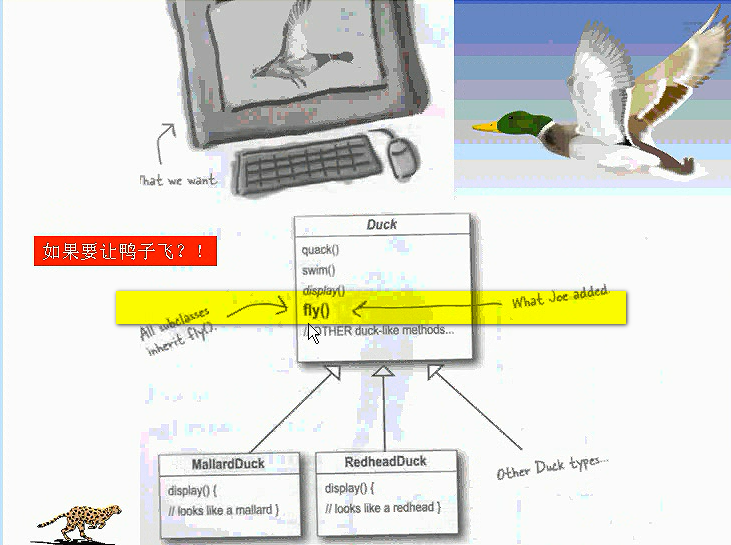 What we want
如果要让鸭子飞？！
Duck
quack()
swim()
display()
fly()
What Joe added.
All subclasses
inherit fly().
// OTHER duck-like methods...
MallardDuck
display() {
// looks like a mallard }
RedheadDuck
display() {
// looks like a redhead }
Other Duck types...